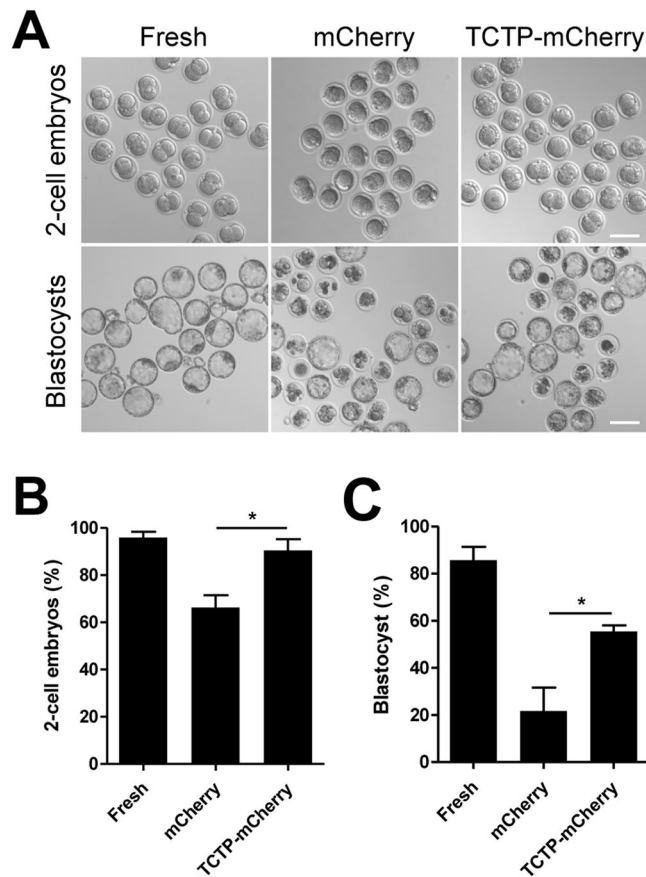 A
Fresh
mCherry
TCTP-mCherry
2-cell embryos
Blastocysts
B
2-cell embryos (%)
100
80
60
40
20
0
*
Fresh
mCherry
TCTP-mCherry
C
Blastocyst (%)
100
80
60
40
20
0
*
Fresh
mCherry
TCTP-mCherry